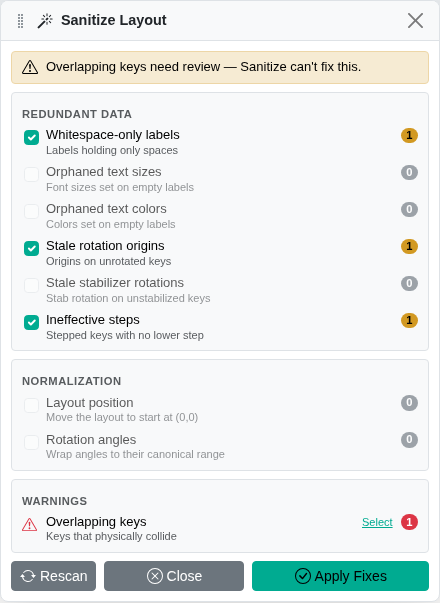 Sanitize Layout
Overlapping keys need review — Sanitize can't fix this.
REDUNDANT DATA
Whitespace-only labels 1
Labels holding only spaces
Orphaned text sizes 0
Font sizes set on empty labels
Orphaned text colors 0
Colors set on empty labels
Stale rotation origins 1
Origins on unrotated keys
Stale stabilizer rotations 0
Stab rotation on unstabilized keys
Ineffective steps 1
Stepped keys with no lower step
NORMALIZATION
Layout position 0
Move the layout to start at (0,0)
Rotation angles 0
Wrap angles to their canonical range
WARNINGS
Overlapping keys Select 1
Keys that physically collide
Rescan Close Apply Fixes